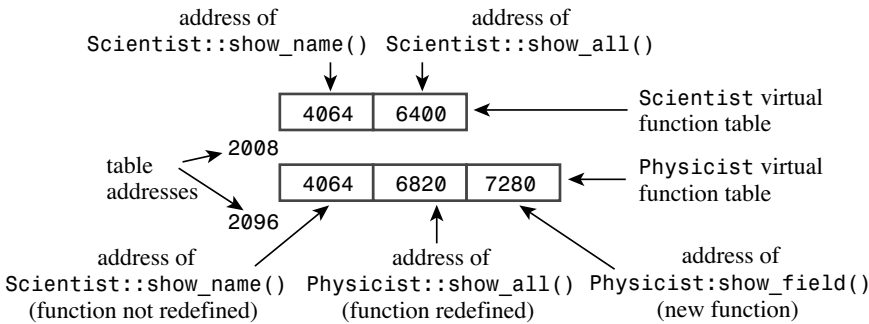 address of
Scientist::show_name()
address of
Scientist::show_all()
4064 6400
Scientist virtual
function table
2008
table
addresses
4064 6820 7280
Physicist virtual
function table
2096
address of
Scientist::show_name()
(function not redefined)
address of
Physicist::show_all()
(function redefined)
address of
Physicist:show_field()
(new function)